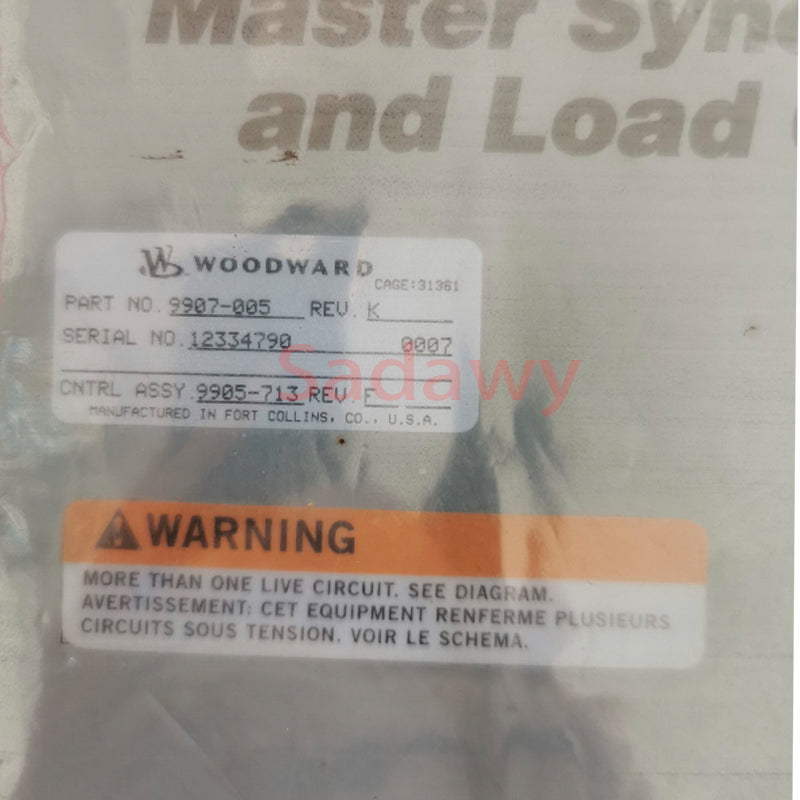 Master Sync
and Load
WOODWARD
CAGE:31361
PART NO. 9907-005 REV. K
SERIAL NO. 12334790 0007
Sadawy
CNTRL ASSY. 9905-713 REV. F
MANUFACTURED IN FORT COLLINS, CO., U.S.A.
WARNING
MORE THAN ONE LIVE CIRCUIT. SEE DIAGRAM.
AVERTISSEMENT: CET EQUIPMENT RENFERME PLUSIEURS
CIRCUITS SOUS TENSION. VOIR LE SCHEMA.